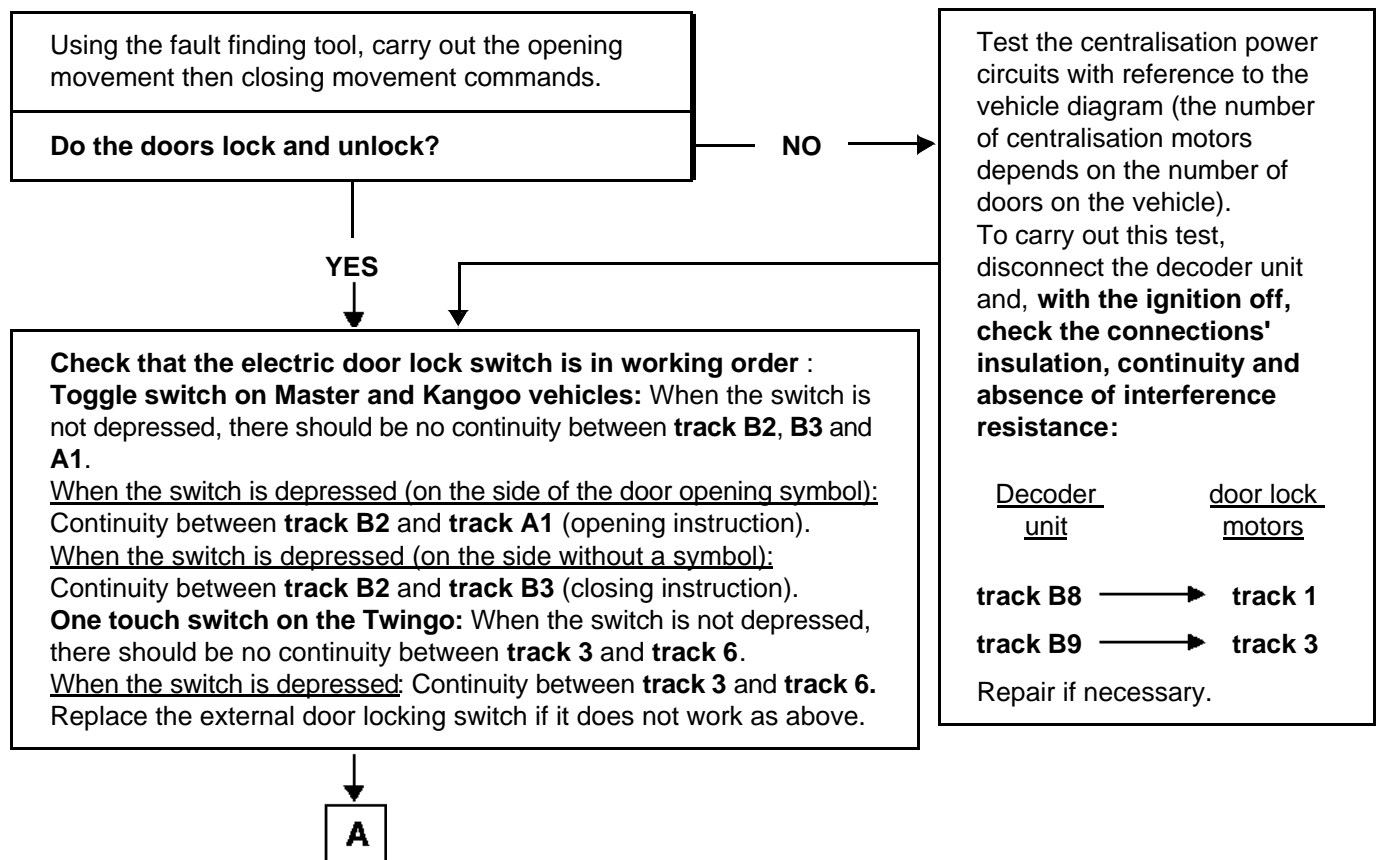 Using the fault finding tool, carry out the opening
movement then closing movement commands.
Do the doors lock and unlock?
NO
Test the centralisation power
circuits with reference to the
vehicle diagram (the number
of centralisation motors
depends on the number of
doors on the vehicle).
To carry out this test,
disconnect the decoder unit
and, with the ignition off,
check the connections'
insulation, continuity and
absence of interference
resistance:
Decoder door lock
unit motors
track B8 track 1
track B9 track 3
Repair if necessary.
YES
Check that the electric door lock switch is in working order :
Toggle switch on Master and Kangoo vehicles: When the switch is
not depressed, there should be no continuity between track B2, B3 and
A1.
When the switch is depressed (on the side of the door opening symbol):
Continuity between track B2 and track A1 (opening instruction).
When the switch is depressed (on the side without a symbol):
Continuity between track B2 and track B3 (closing instruction).
One touch switch on the Twingo: When the switch is not depressed,
there should be no continuity between track 3 and track 6.
When the switch is depressed: Continuity between track 3 and track 6.
Replace the external door locking switch if it does not work as above.
A